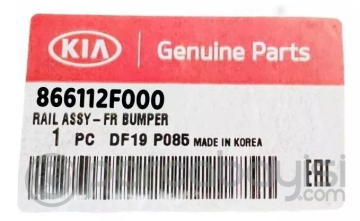 KIA Genuine Parts
866112F000
RAIL ASSY-FR BUMPER
1 PC DF19 P085 MADE IN KOREA
EAC